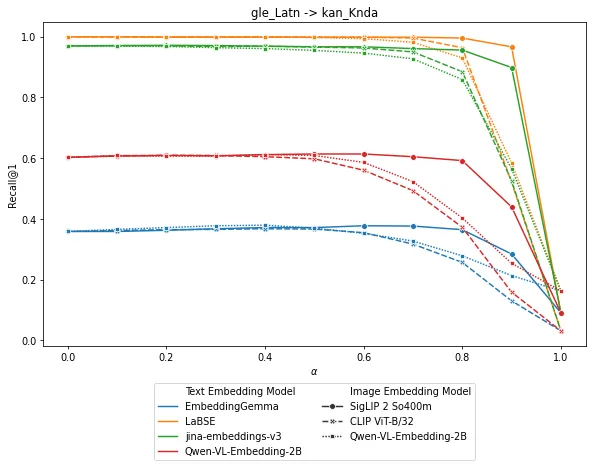 gle_Latn -> kan_Knda
1.0
0.8
0.6
0.4
0.2
0.0
Recall@1
0.0 0.2 0.4 0.6 0.8 1.0
α
Text Embedding Model
EmbeddingGemma
LaBSE
jina-embeddings-v3
Qwen-VL-Embedding-2B
Image Embedding Model
SigLIP 2 So400m
CLIP ViT-B/32
Qwen-VL-Embedding-2B